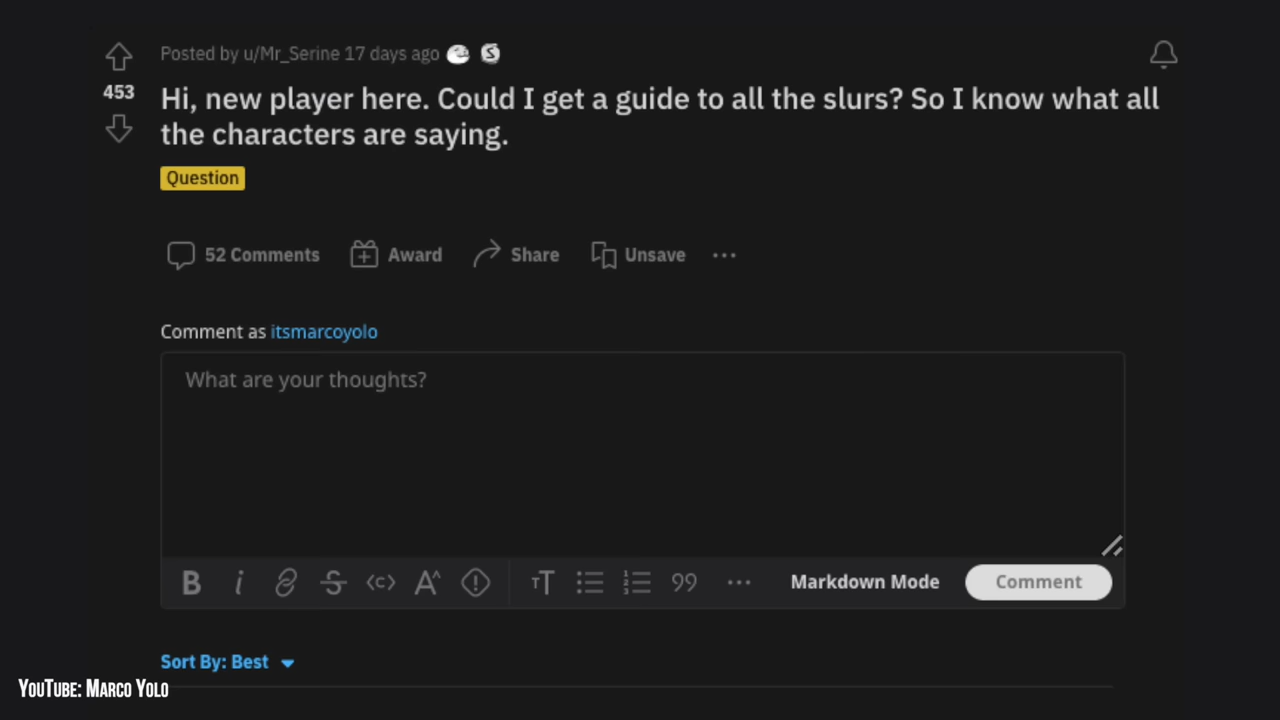 Posted by u/Mr_Serine 17 days ago
453
Hi, new player here. Could I get a guide to all the slurs? So I know what all
the characters are saying.
Question
52 Comments Award Share Unsave ...
Comment as itsmarcoyolo
What are your thoughts?
B i S <c> A^ ! тT 99 ... Markdown Mode Comment
Sort By: Best
YouTube: Marco Yolo